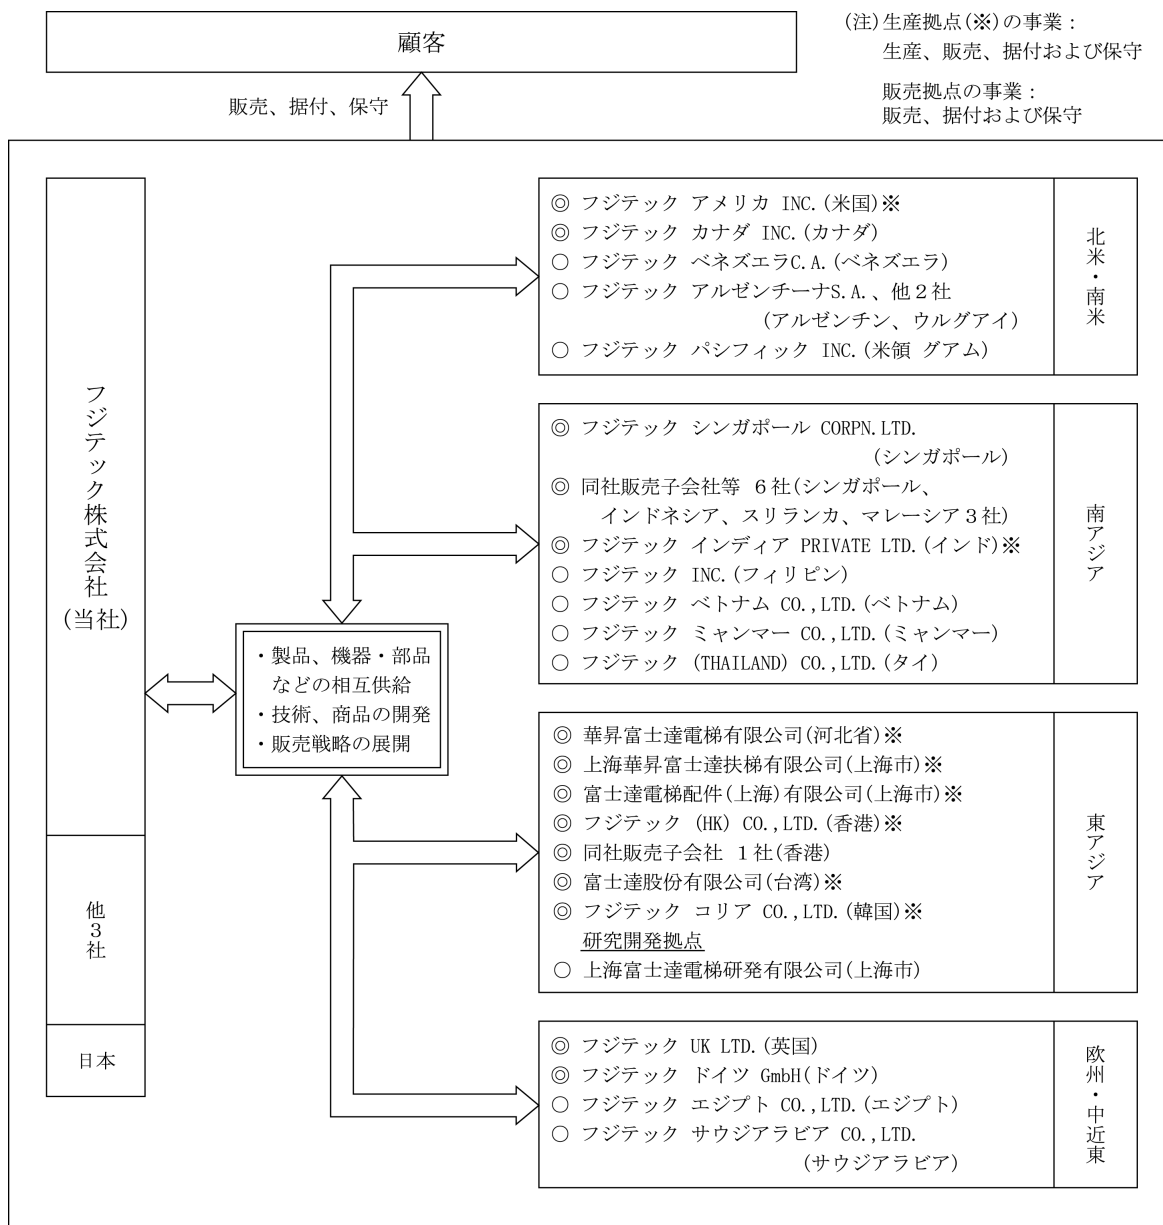 顧客
(注)生産拠点(※)の事業：
生産、販売、据付および保守
販売拠点の事業：
販売、据付および保守
販売、据付、保守
フジテック株式会社
(当社)
他3社
日本
・製品、機器・部品
などの相互供給
・技術、商品の開発
・販売戦略の展開
◎ フジテック アメリカ INC.(米国)※
◎ フジテック カナダ INC.(カナダ)
○ フジテック ベネズエラC.A.(ベネズエラ)
○ フジテック アルゼンチーナS.A.、他２社
(アルゼンチン、ウルグアイ)
○ フジテック パシフィック INC.(米領 グアム)
北米・南米
◎ フジテック シンガポール CORPN.LTD.
(シンガポール)
◎ 同社販売子会社等 ６社(シンガポール、
インドネシア、スリランカ、マレーシア３社)
◎ フジテック インディア PRIVATE LTD.(インド)※
○ フジテック INC.(フィリピン)
○ フジテック ベトナム CO.,LTD.(ベトナム)
○ フジテック ミャンマー CO.,LTD.(ミャンマー)
○ フジテック (THAILAND) CO.,LTD.(タイ)
南アジア
◎ 華昇富士達電梯有限公司(河北省)※
◎ 上海華昇富士達扶梯有限公司(上海市)※
◎ 富士達電梯配件(上海)有限公司(上海市)※
◎ フジテック (HK) CO.,LTD.(香港)※
◎ 同社販売子会社 １社(香港)
◎ 富士達股份有限公司(台湾)※
◎ フジテック コリア CO.,LTD.(韓国)※
研究開発拠点
○ 上海富士達電梯研発有限公司(上海市)
東アジア
◎ フジテック UK LTD.(英国)
◎ フジテック ドイツ GmbH(ドイツ)
○ フジテック エジプト CO.,LTD.(エジプト)
○ フジテック サウジアラビア CO.,LTD.
(サウジアラビア)
欧州・中近東